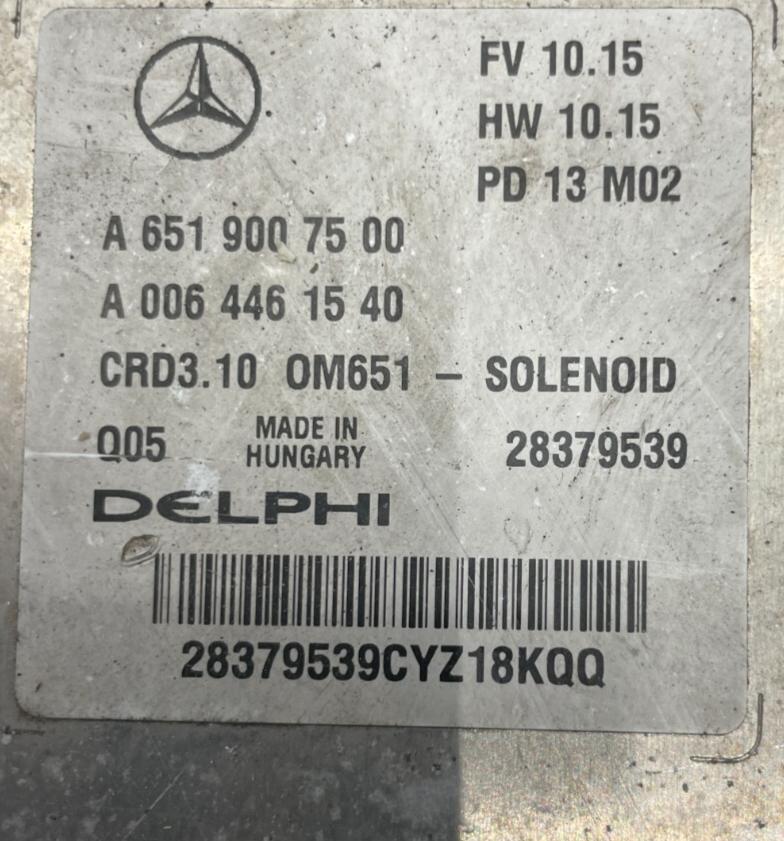 FV 10.15
HW 10.15
PD 13 M02
A 651 900 75 00
A 006 446 15 40
CRD3.10 OM651 – SOLENOID
Q05 MADE IN HUNGARY 28379539
DELPHI
28379539CYZ18KQQ